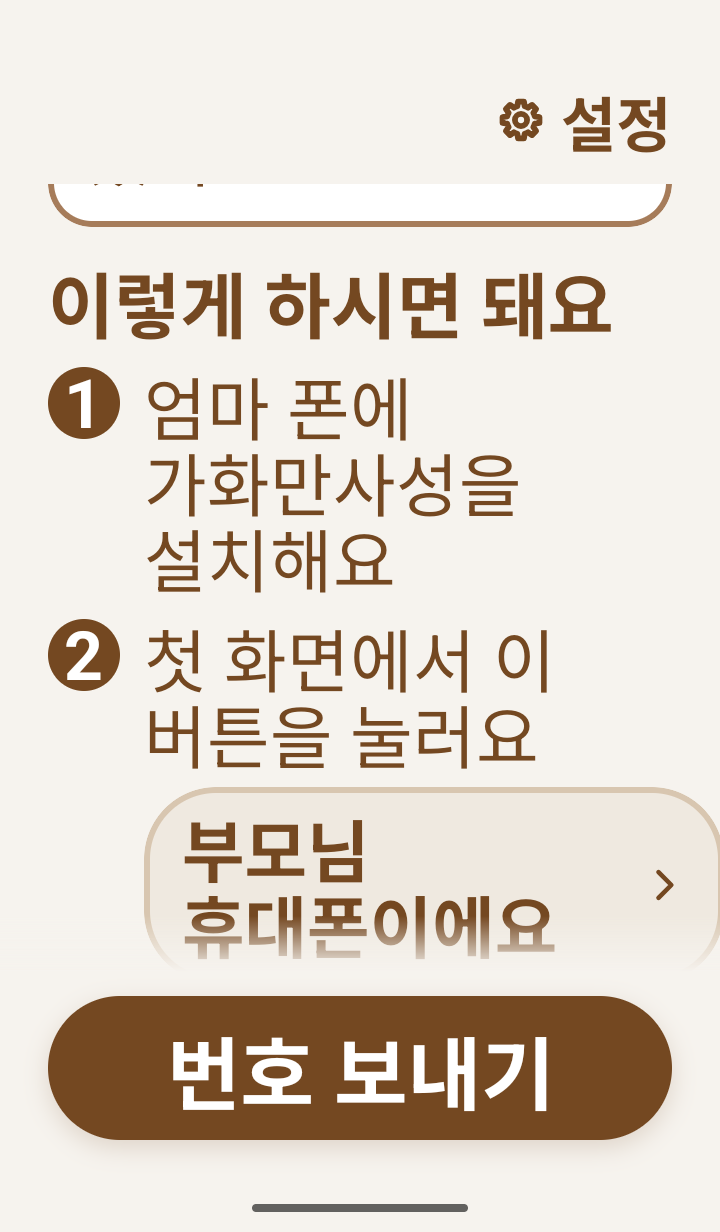 설정
이렇게 하시면 돼요
1 엄마 폰에
가화만사성을
설치해요
2 첫 화면에서 이
버튼을 눌러요
부모님
휴대폰이에요
번호 보내기